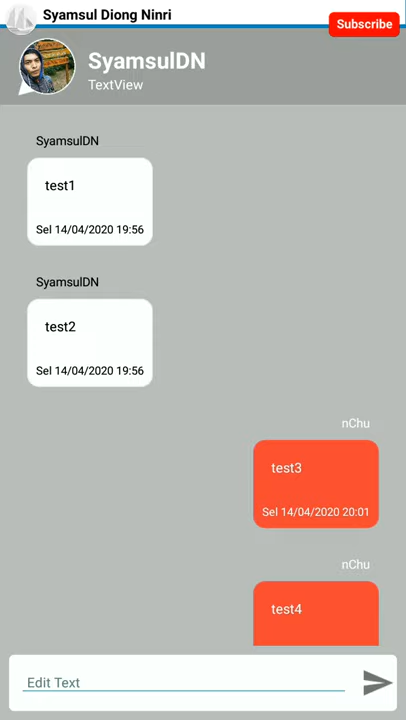 Syamsul Diong Ninri
Subscribe
SyamsulDN
TextView
SyamsulDN
test1
Sel 14/04/2020 19:56
SyamsulDN
test2
Sel 14/04/2020 19:56
nChu
test3
Sel 14/04/2020 20:01
nChu
test4
Edit Text